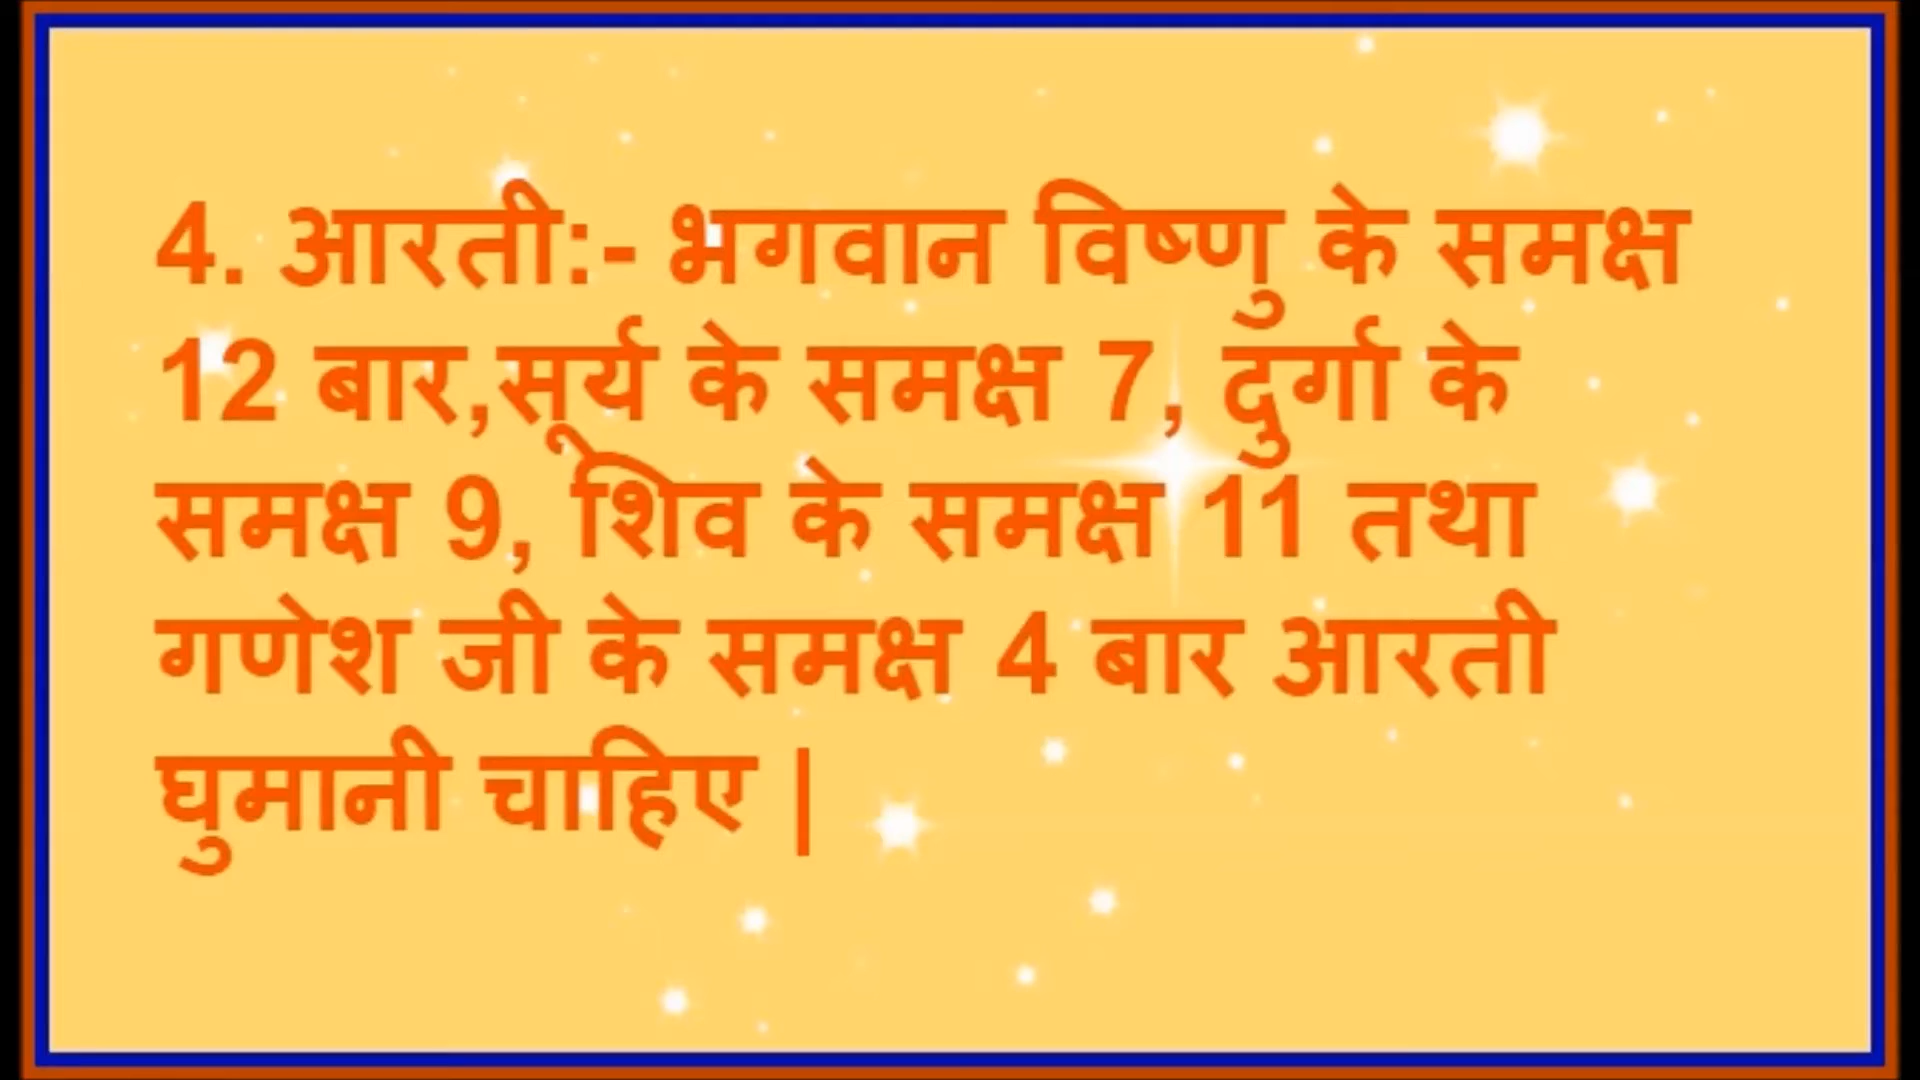 4. आरती:- भगवान विष्णु के समक्ष
12 बार,सूर्य के समक्ष 7, दुर्गा के
समक्ष 9, शिव के समक्ष 11 तथा
गणेश जी के समक्ष 4 बार आरती
घुमानी चाहिए |